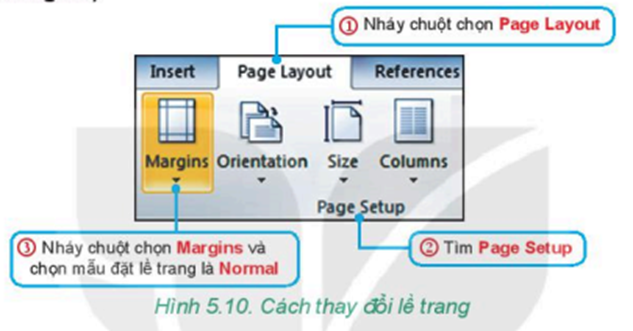 ① Nháy chuột chọn Page Layout
Insert Page Layout References
Margins Orientation Size Columns
Page Setup
③ Nháy chuột chọn Margins và
chọn mẫu đặt lề trang là Normal
② Tìm Page Setup
Hình 5.10. Cách thay đổi lề trang